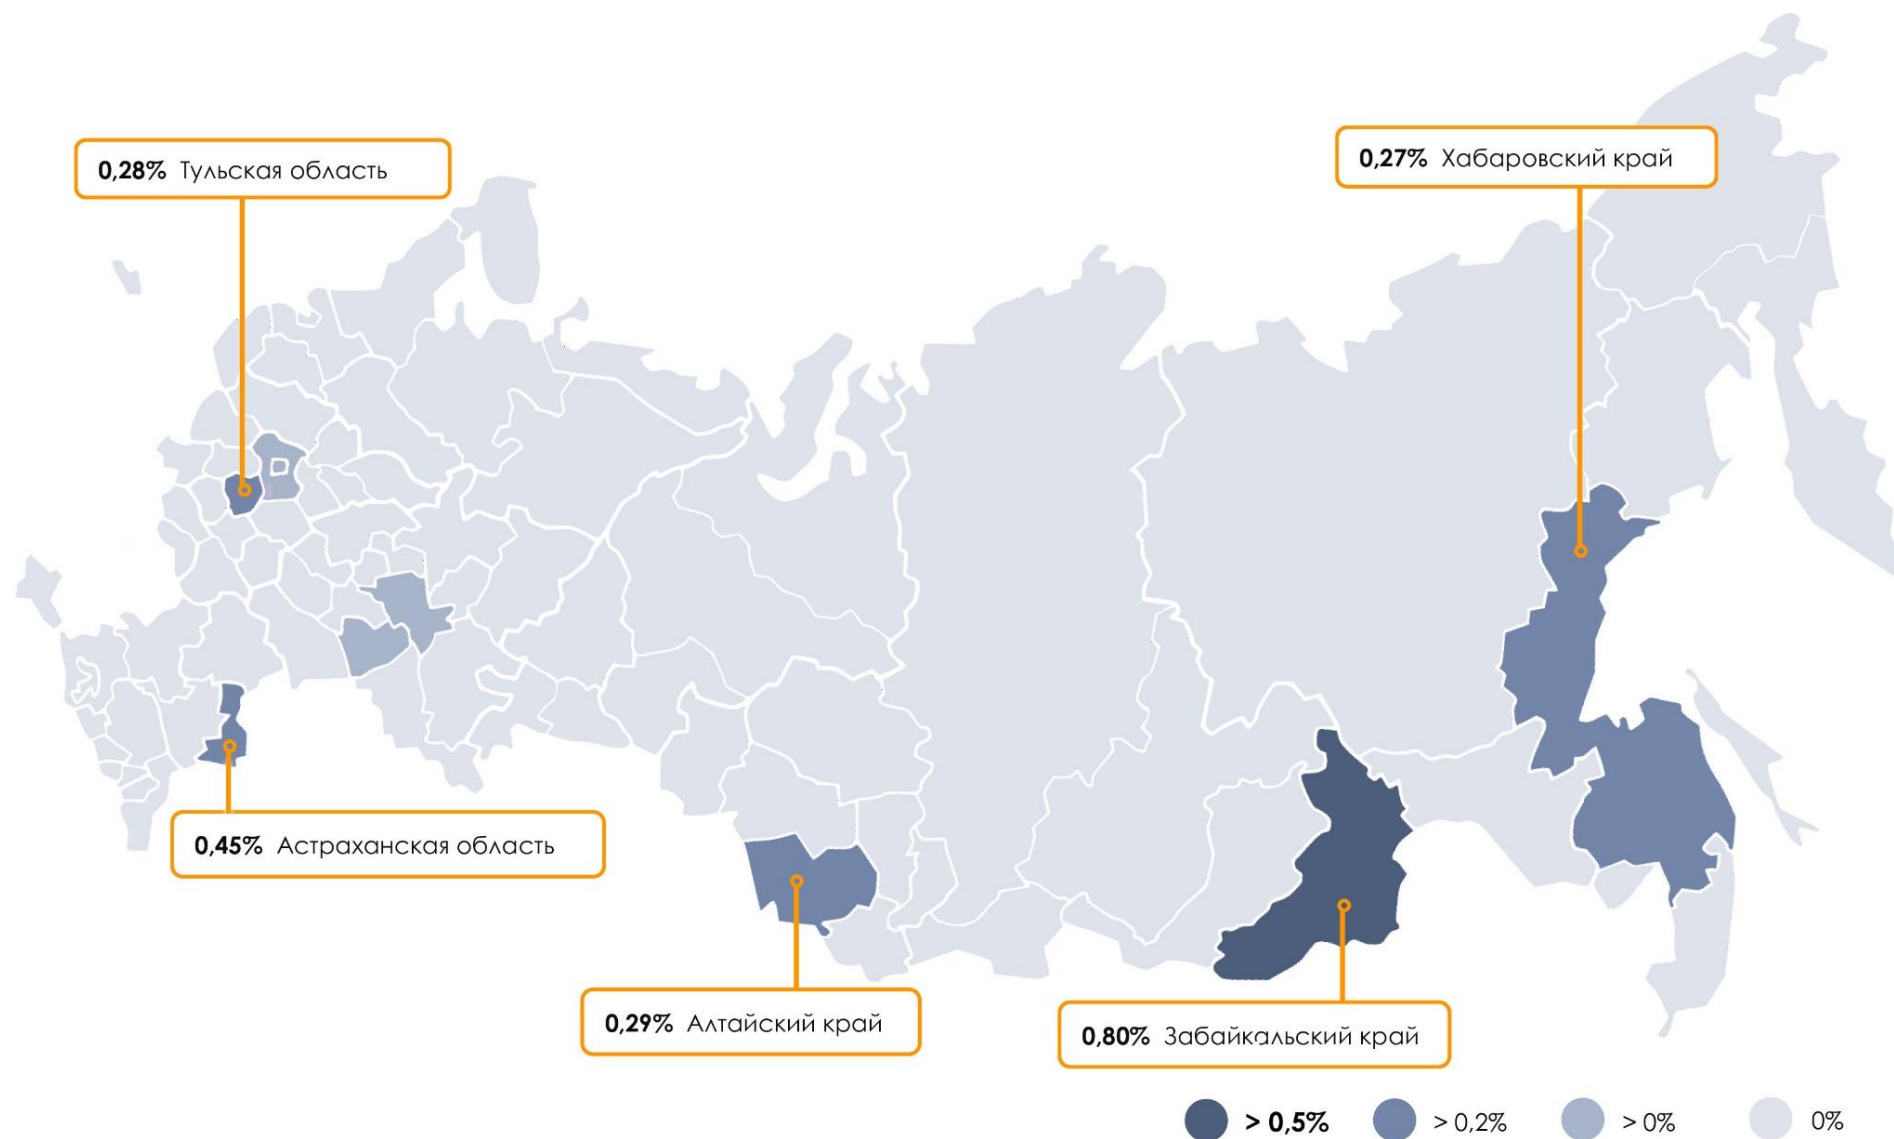 0,28% Тульская область
0,27% Хабаровский край
0,45% Астраханская область
0,29% Алтайский край
0,80% Забайкальский край
> 0,5%
> 0,2%
> 0%
0%